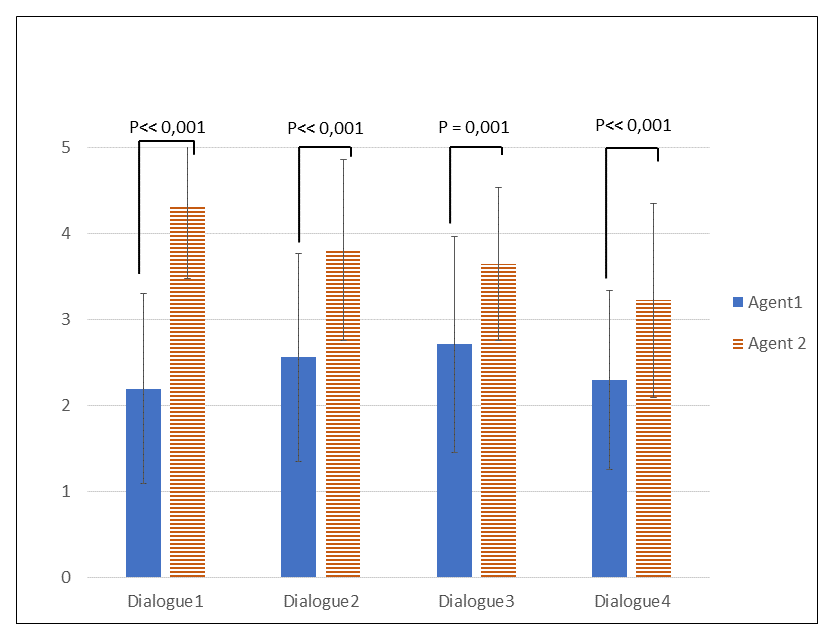 P<< 0,001
P<< 0,001
P = 0,001
P<< 0,001
5
4
3
2
1
0
Agent1
Agent 2
Dialogue1
Dialogue2
Dialogue3
Dialogue4